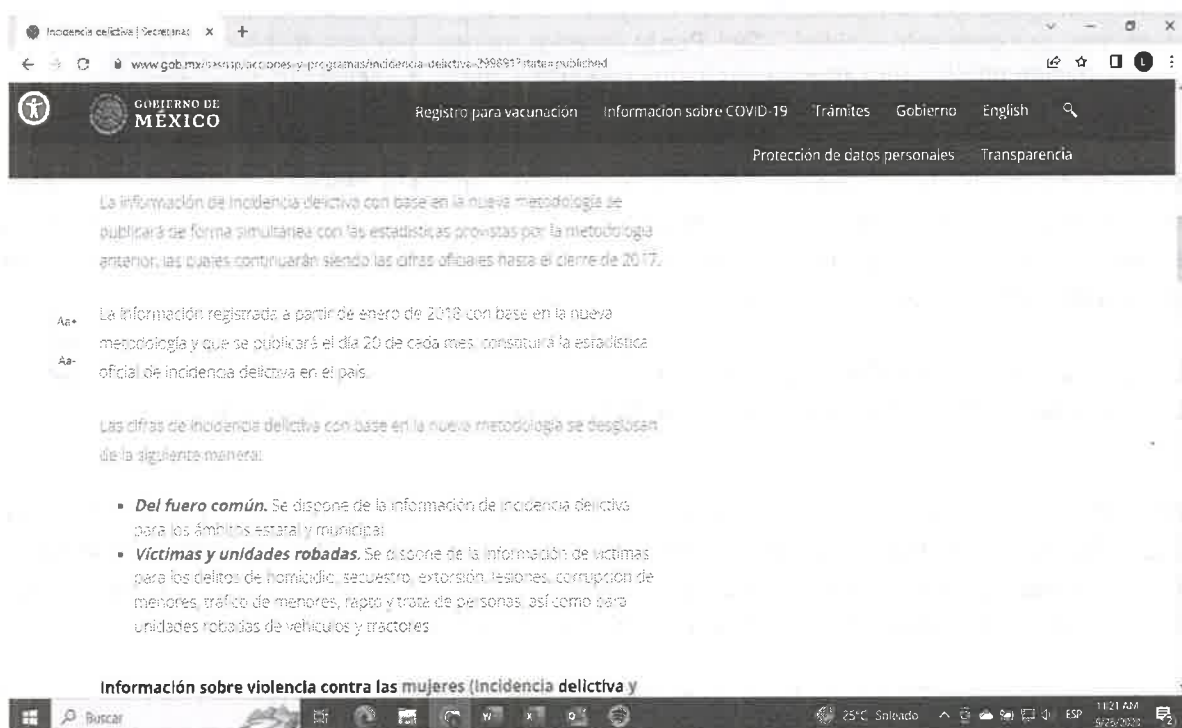 Incidencia delictiva | Secretaria
www.gob.mx/sesnsp/acciones-y-programas/incidencia-delictiva-299891?state=published
GOBIERNO DE
MÉXICO
Registro para vacunación Información sobre COVID-19 Trámites Gobierno English
Protección de datos personales Transparencia
La información de incidencia delictiva con base en la nueva metodología se
publicará de forma simultánea con las estadísticas provistas por la metodología
anterior, las cuales continuarán siendo las cifras oficiales hasta el cierre de 2017.
Aa+
La información registrada a partir de enero de 2018 con base en la nueva
metodología y que se publicará el día 20 de cada mes, constituirá la estadística
Aa-
oficial de incidencia delictiva en el país.
Las cifras de incidencia delictiva con base en la nueva metodología se desglosan
de la siguiente manera:
• Del fuero común. Se dispone de la información de incidencia delictiva
para los ámbitos estatal y municipal
• Víctimas y unidades robadas. Se dispone de la información de víctimas
para los delitos de homicidio, secuestro, extorsión, lesiones, corrupción de
menores, tráfico de menores, rapto y trata de personas, así como para
unidades robadas de vehículos y tractores
Información sobre violencia contra las mujeres (Incidencia delictiva y
Buscar
25°C Soleado
ESP
11:21 AM